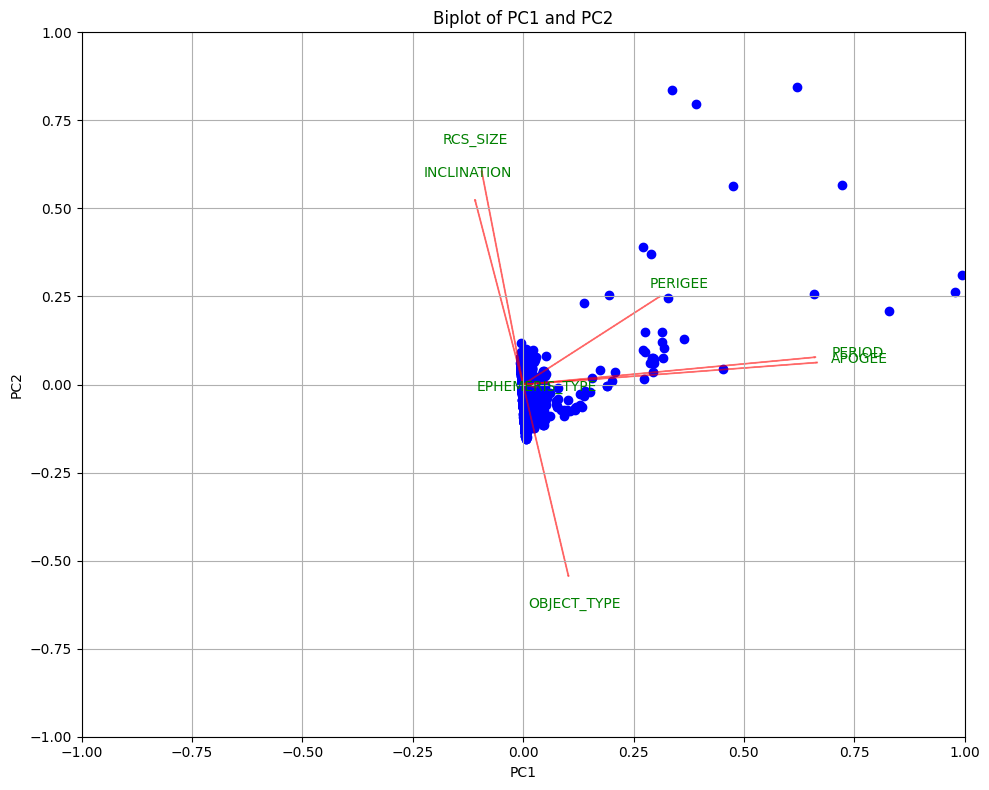 Biplot of PC1 and PC2
1.00
0.75
0.50
0.25
0.00
−0.25
−0.50
−0.75
−1.00
PC2
RCS_SIZE
INCLINATION
PERIGEE
PERIOD
APOGEE
EPHEMERIS_TYPE
OBJECT_TYPE
−1.00 −0.75 −0.50 −0.25 0.00 0.25 0.50 0.75 1.00
PC1